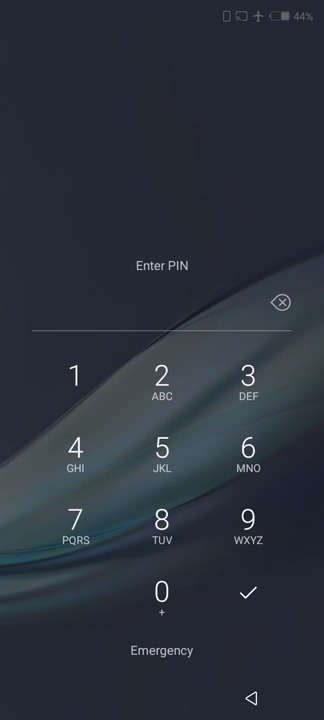 44%
Enter PIN
1 2 3
ABC DEF
4 5 6
GHI JKL MNO
7 8 9
PQRS TUV WXYZ
0
+
Emergency